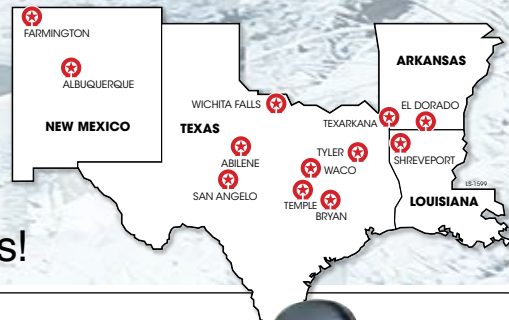 FARMINGTON
ALBUQUERQUE
NEW MEXICO
WICHITA FALLS
TEXAS
ABILENE
SAN ANGELO
TYLER
WACO
TEMPLE
BRYAN
ARKANSAS
TEXARKANA
EL DORADO
SHREVEPORT
LS-1599
LOUISIANA
s!